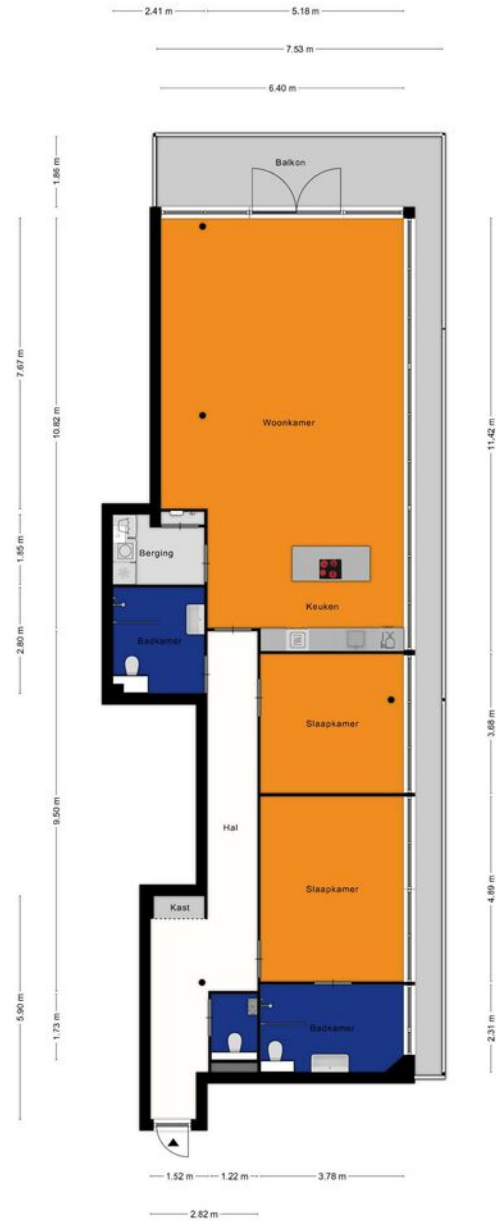 2.41 m
5.18 m
7.53 m
6.40 m
Balkon
1.86 m
7.67 m
10.82 m
11.42 m
Woonkamer
1.85 m
Berging
Keuken
2.80 m
Badkamer
Slaapkamer
3.68 m
9.50 m
Hal
Slaapkamer
4.89 m
Kast
5.90 m
1.73 m
Badkamer
2.31 m
1.52 m
1.22 m
3.78 m
2.82 m